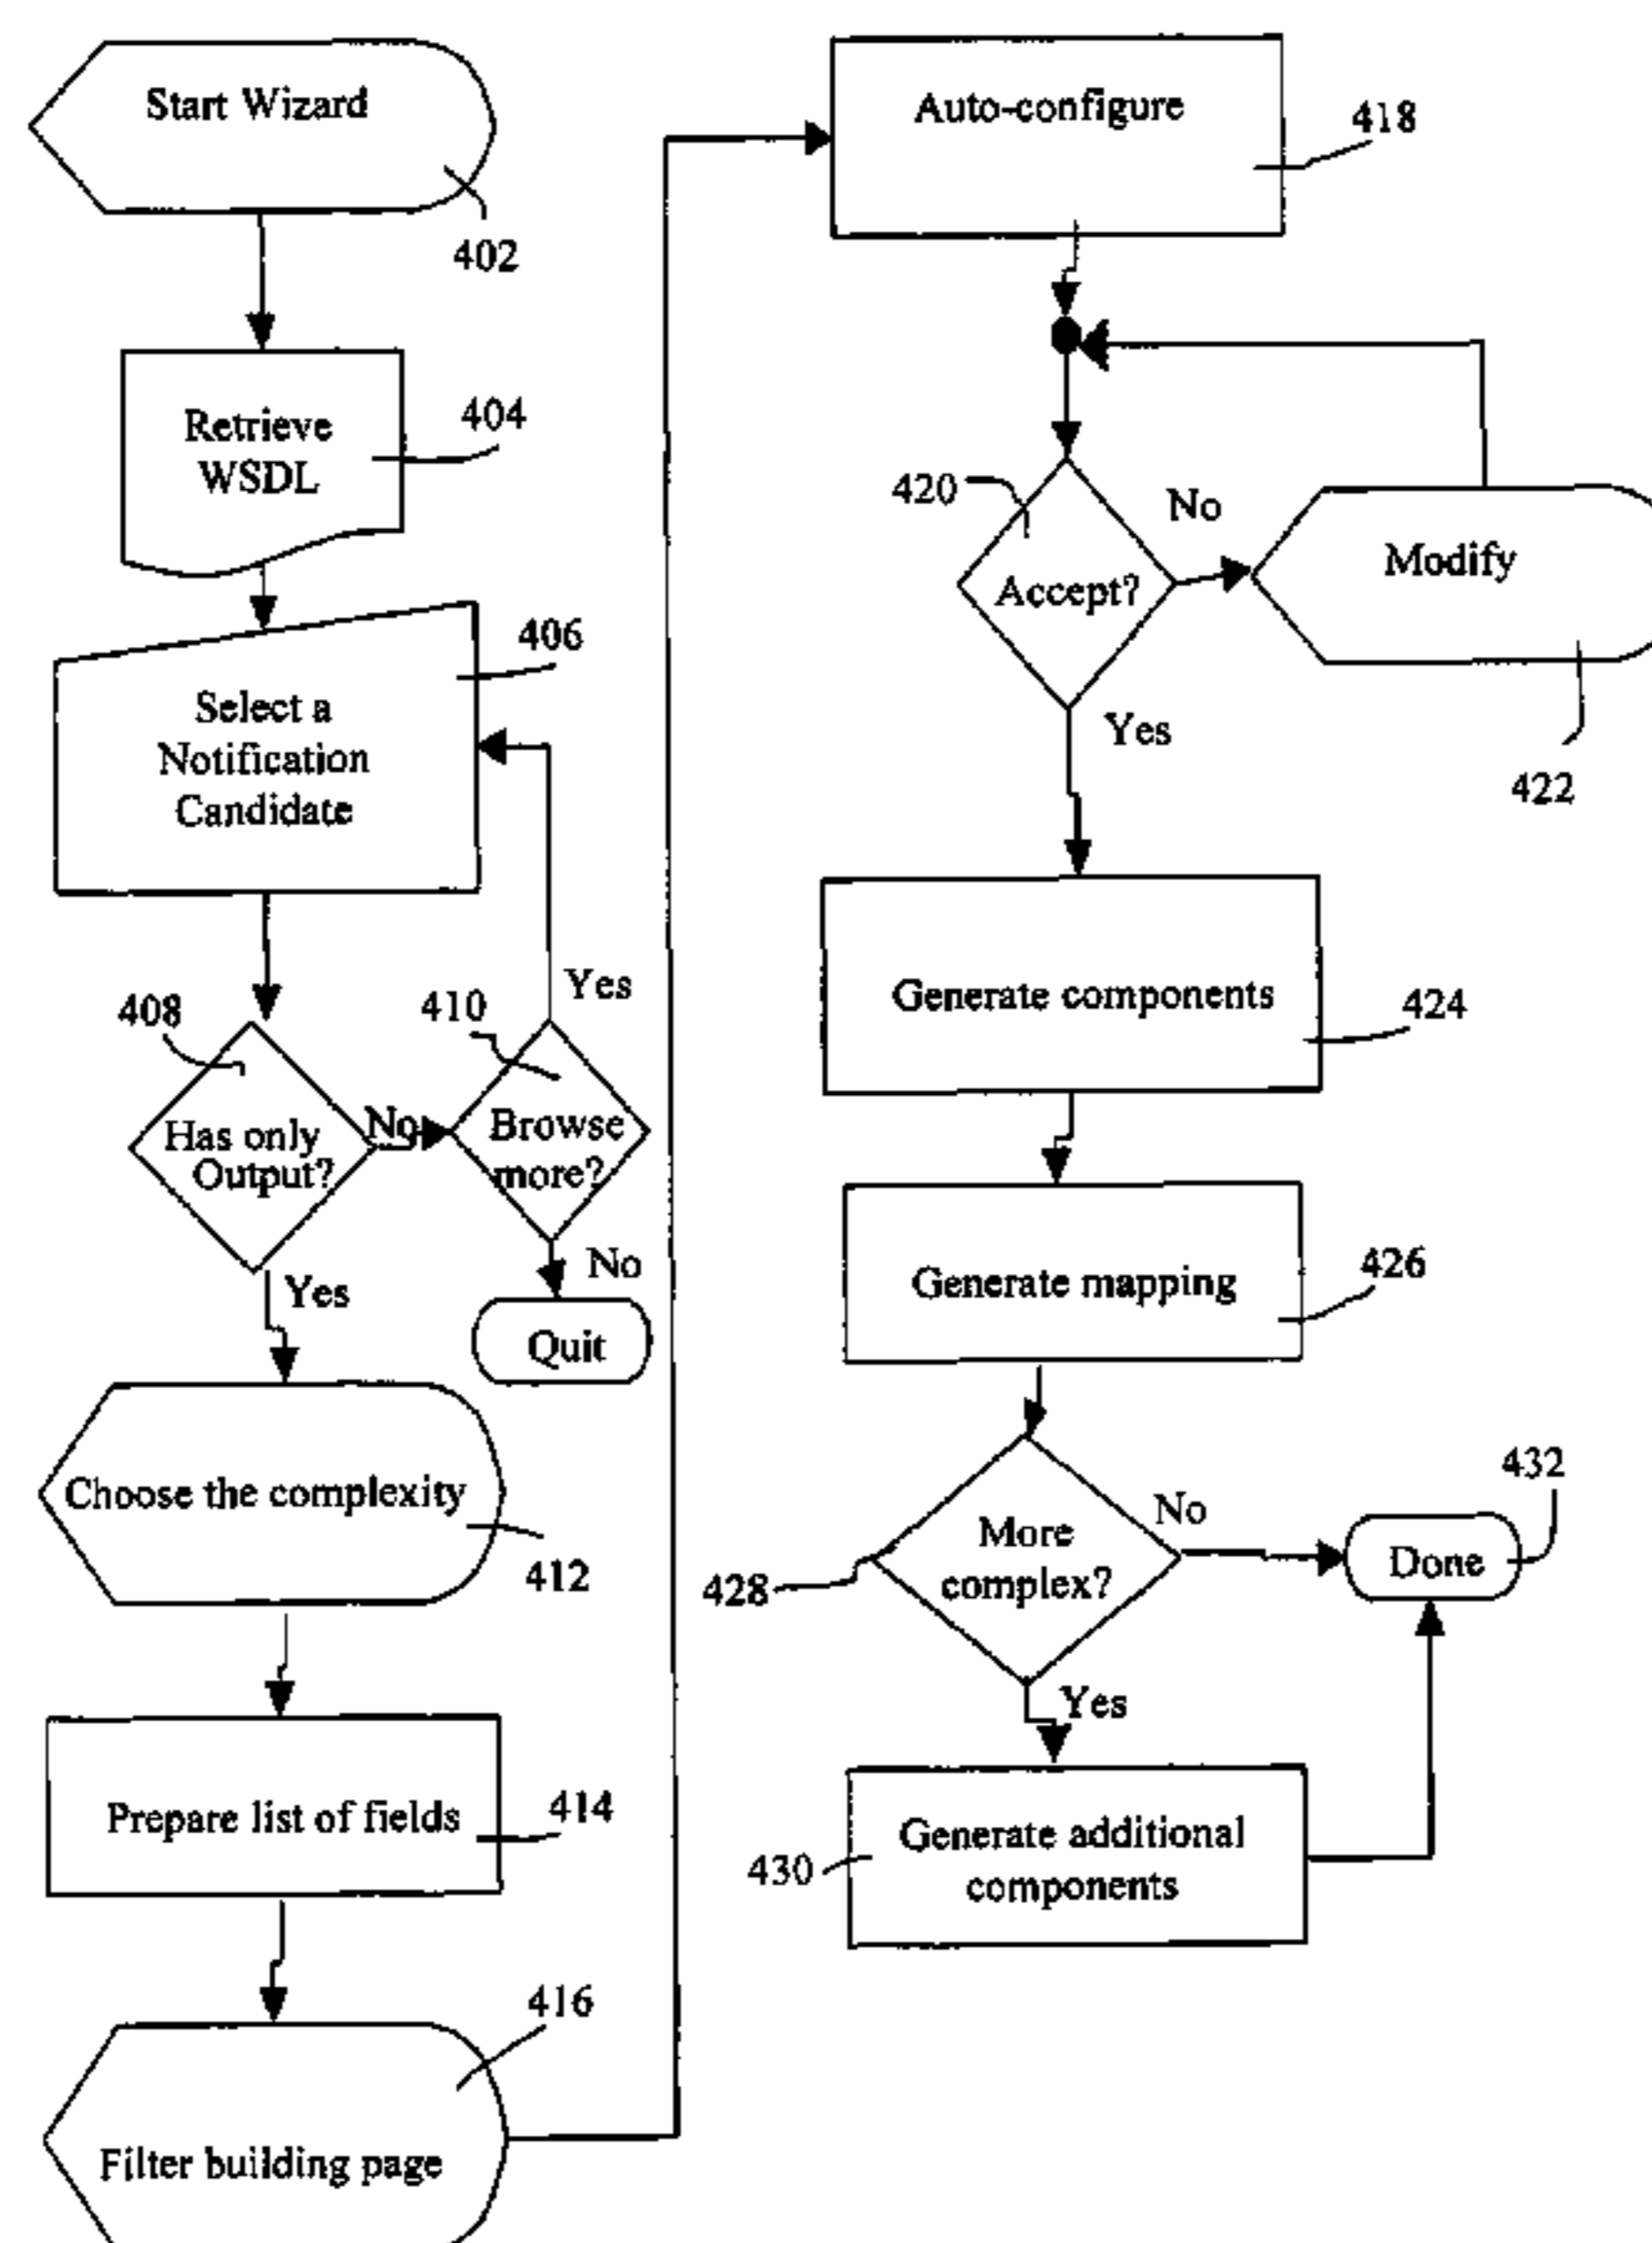 Start Wizard
402
Retrieve
WSDL
404
406
Select a
Notification
Candidate
408
Has only
Output?
No
410
Browse
more?
Yes
No
Quit
Yes
Choose the complexity
412
Prepare list of fields
414
416
Filter building page
Auto-configure
418
420
Accept?
No
Modify
422
Yes
Generate components
424
Generate mapping
426
428
More
complex?
No
432
Done
Yes
430
Generate additional
components